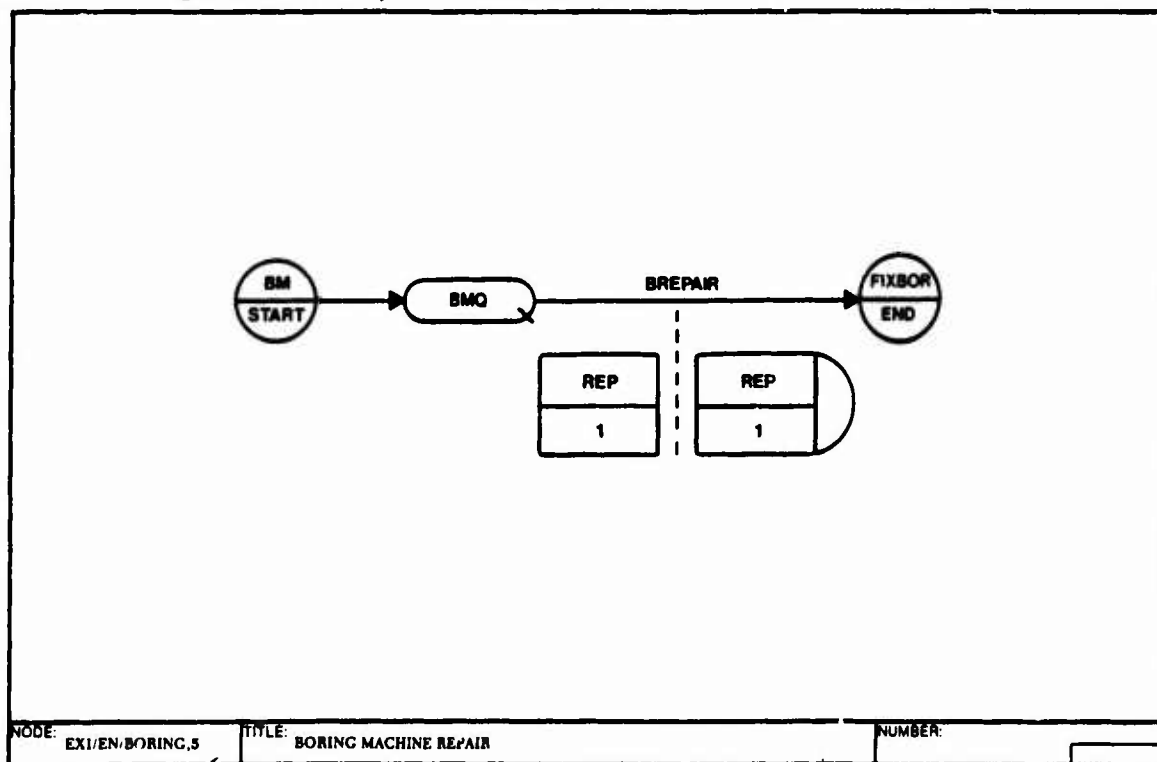 BM
START
BMQ
BREPAIR
FIXBOR
END
REP
1
REP
1
NODE: EX1/EN/BORING,5
TITLE: BORING MACHINE REPAIR
NUMBER: